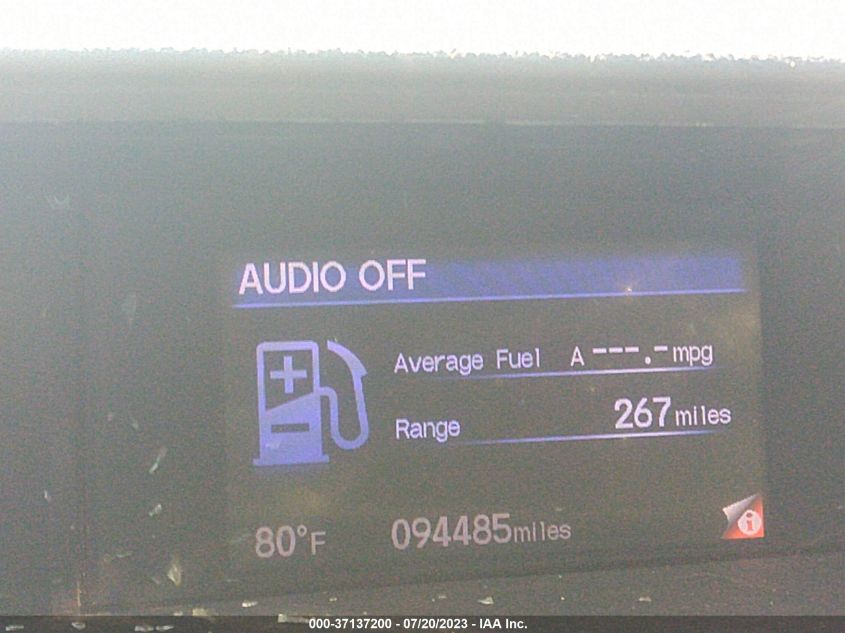 AUDIO OFF
Average Fuel A ---.- mpg
Range 267 miles
80°F 094485 miles
000-37137200 - 07/20/2023 - IAA Inc.